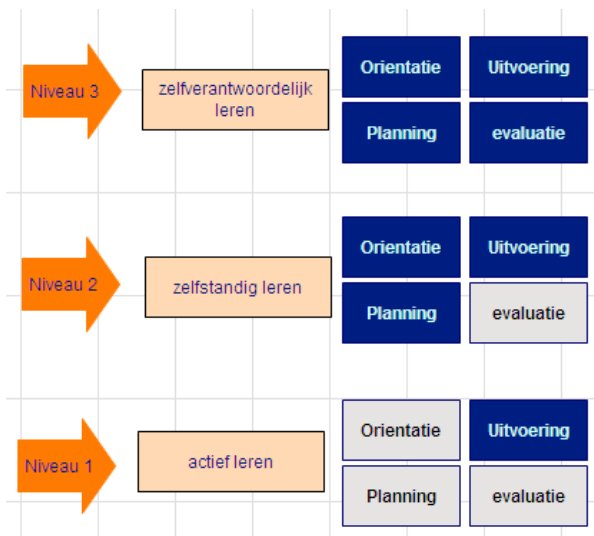 Niveau 3
zelfverantwoordelijk
leren
Orientatie
Uitvoering
Planning
evaluatie
Niveau 2
zelfstandig leren
Orientatie
Uitvoering
Planning
evaluatie
Niveau 1
actief leren
Orientatie
Uitvoering
Planning
evaluatie